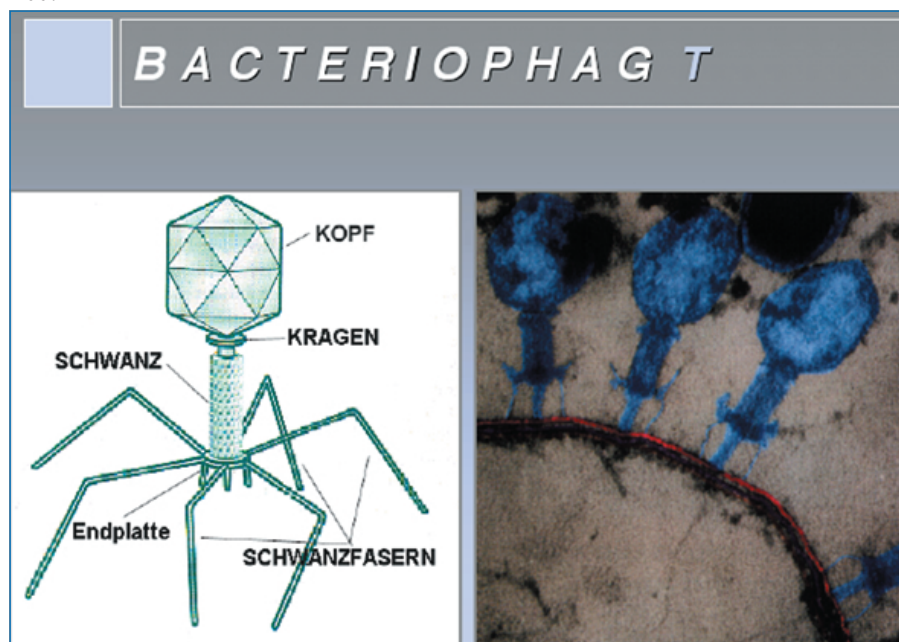 BACTERIOPHAG T
KOPF
KRAGEN
SCHWANZ
Endplatte
SCHWANZFASERN